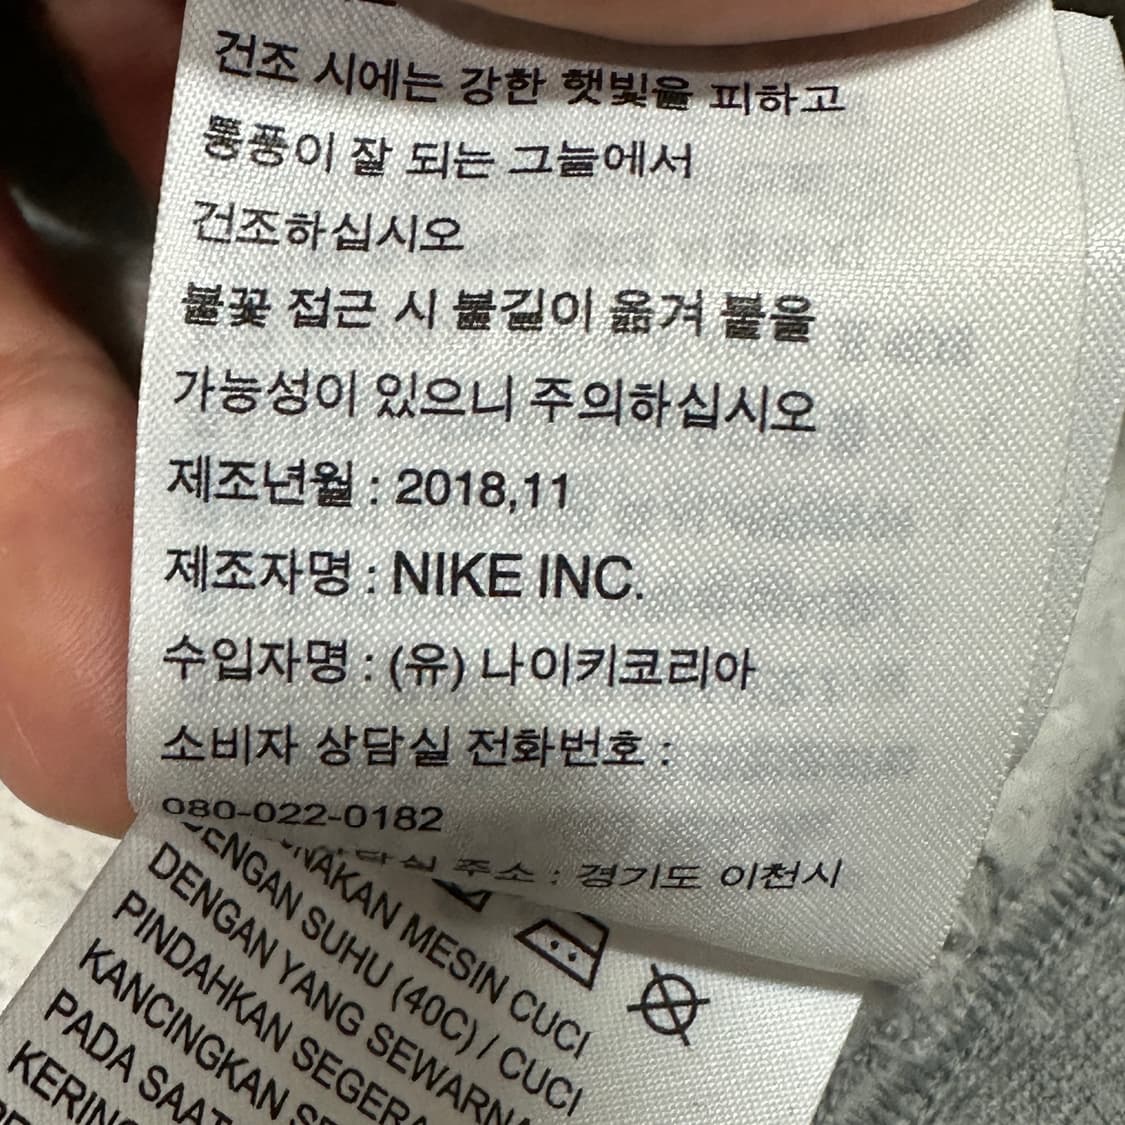 건조 시에는 강한 햇빛을 피하고
통풍이 잘 되는 그늘에서
건조하십시오
불꽃 접근 시 불길이 옮겨 붙을
가능성이 있으니 주의하십시오
제조년월 : 2018,11
제조자명 : NIKE INC.
수입자명 : (유) 나이키코리아
소비자 상담실 전화번호 :
080-022-0182
상담실 주소 : 경기도 이천시
MESIN CUCI
DENGAN SUHU (40C) / CUCI
DENGAN YANG SEWARNA
PINDAHKAN SEGERA
KANCINGKAN
PADA SAAT